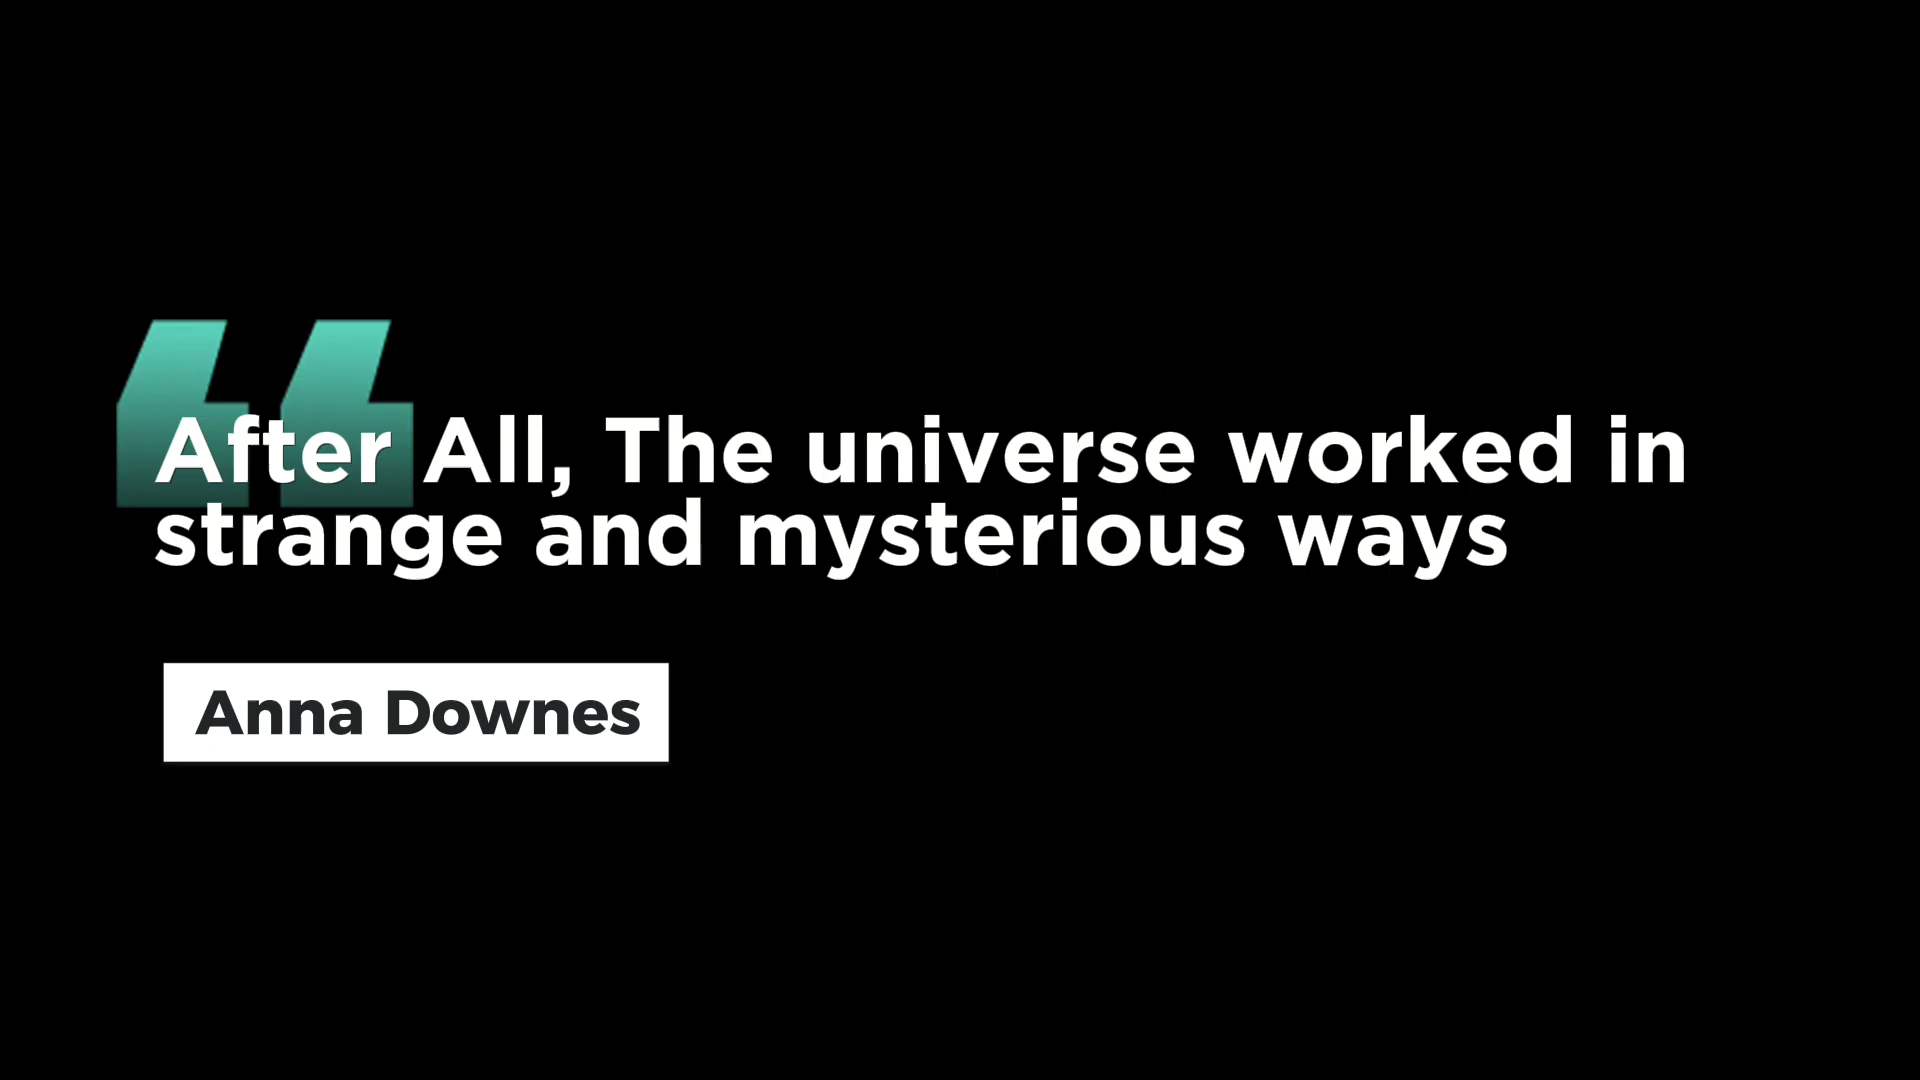 After All, The universe worked in
strange and mysterious ways
Anna Downes